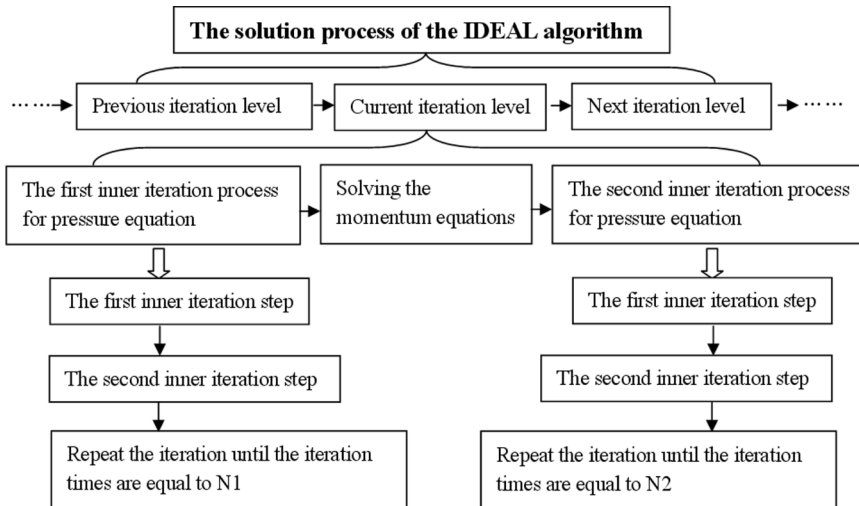 The solution process of the IDEAL algorithm
…… Previous iteration level Current iteration level Next iteration level ……
The first inner iteration process
for pressure equation
Solving the
momentum equations
The second inner iteration process
for pressure equation
The first inner iteration step
The first inner iteration step
The second inner iteration step
The second inner iteration step
Repeat the iteration until the iteration
times are equal to N1
Repeat the iteration until the iteration
times are equal to N2